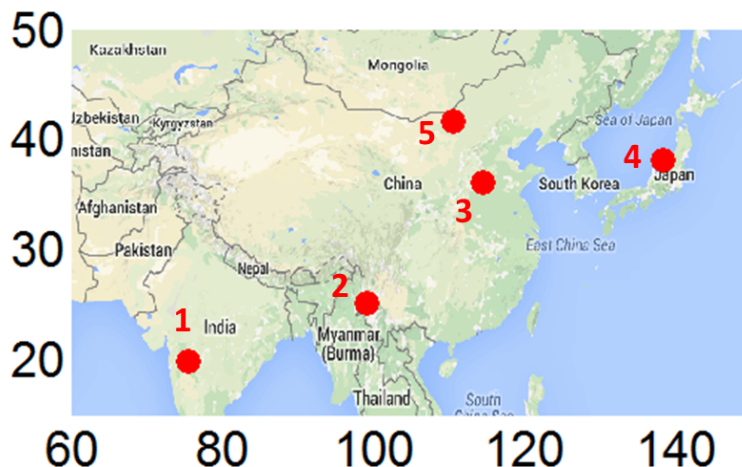 50
40
30
20
60 80 100 120 140
Kazakhstan
Mongolia
Jzbekistan
Kyrgyzstan
nistan
Afghanistan
Pakistan
Nepal
India
China
Myanmar
(Burma)
Thailand
South Korea
Sea of Japan
Japan
East China Sea
South
China Sea
1
2
3
4
5